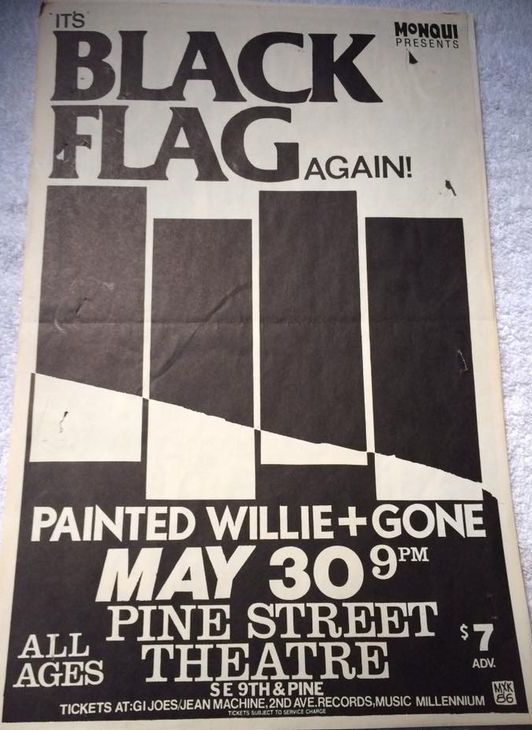 IT'S
BLACK
FLAG AGAIN!
MONQUI
PRESENTS
PAINTED WILLIE + GONE
MAY 30 9PM
PINE STREET
THEATRE
ALL
AGES
$7
ADV.
SE 9TH & PINE
MXK
86
TICKETS AT: GI JOES/JEAN MACHINE, 2ND AVE. RECORDS, MUSIC MILLENNIUM
TICKETS SUBJECT TO SERVICE CHARGE